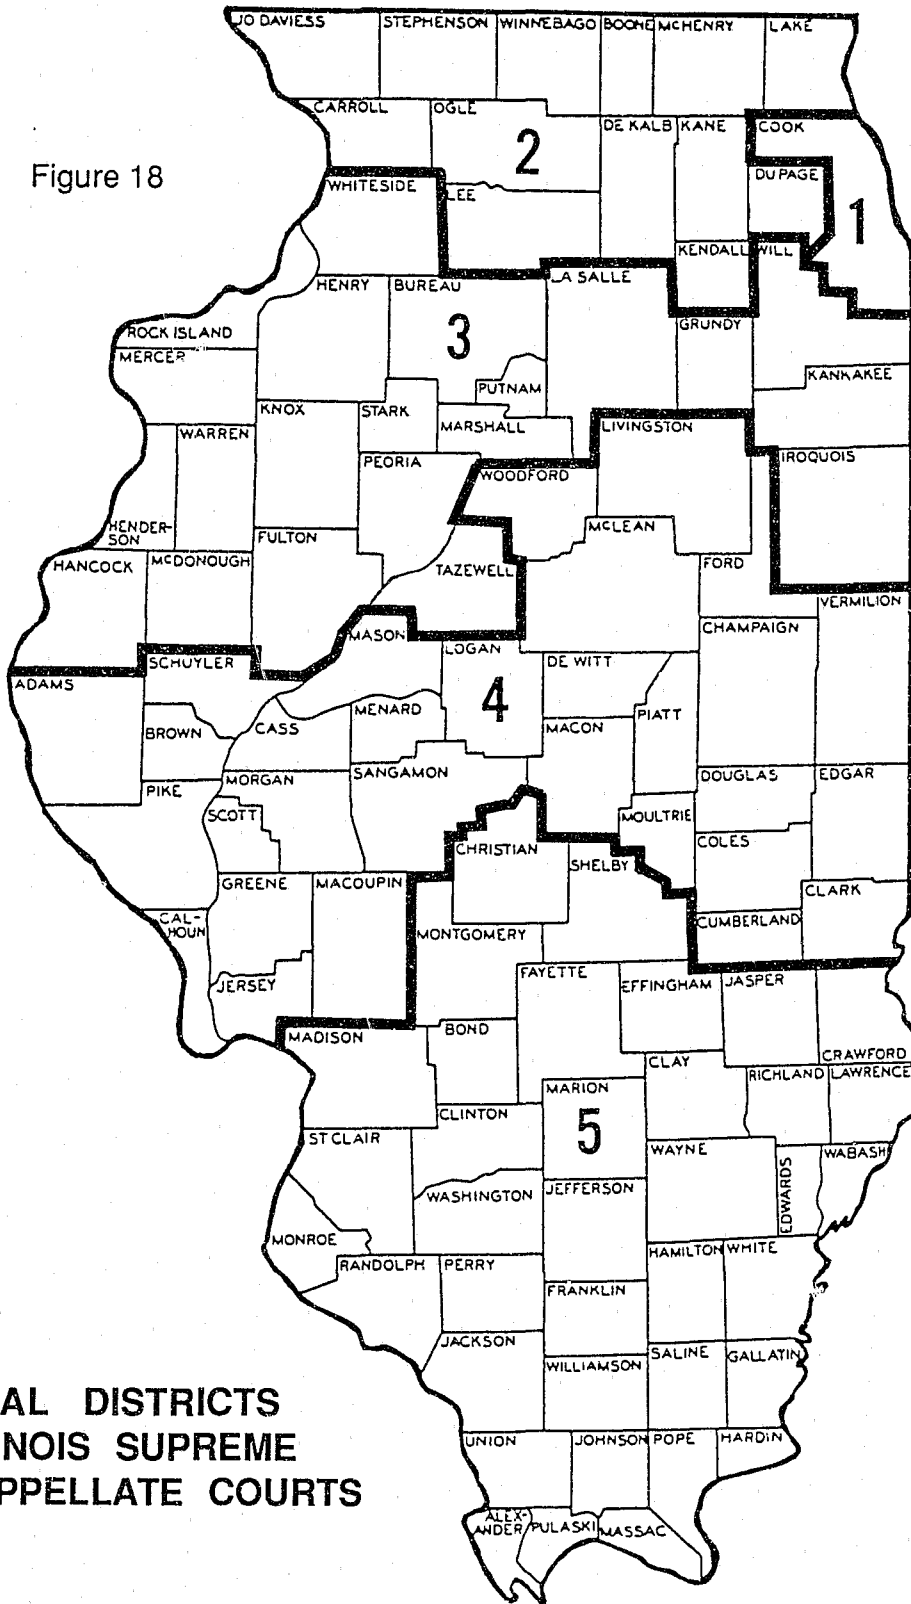 JO DAVIESS
STEPHENSON
WINNEBAGO
BOONE
MCHENRY
LAKE
CARROLL
OGLE
DE KALB
KANE
COOK
2
Figure 18
WHITESIDE
LEE
DU PAGE
1
KENDALL
WILL
HENRY
BUREAU
LA SALLE
ROCK ISLAND
3
GRUNDY
MERCER
PUTNAM
KANKAKEE
KNOX
STARK
MARSHALL
LIVINGSTON
WARREN
PEORIA
WOODFORD
IROQUOIS
HENDER-
SON
FULTON
MCLEAN
HANCOCK
MCDONOUGH
TAZEWELL
FORD
VERMILION
MASON
CHAMPAIGN
SCHUYLER
LOGAN
DE WITT
ADAMS
4
BROWN
CASS
MENARD
MACON
PIATT
PIKE
MORGAN
SANGAMON
DOUGLAS
EDGAR
SCOTT
MOULTRIE
COLES
CHRISTIAN
SHELBY
GREENE
MACOUPIN
CLARK
CAL-
HOUN
MONTGOMERY
CUMBERLAND
JERSEY
FAYETTE
EFFINGHAM
JASPER
MADISON
BOND
CLAY
CRAWFORD
RICHLAND
LAWRENCE
MARION
CLINTON
5
ST CLAIR
WAYNE
EDWARDS
WABASH
WASHINGTON
JEFFERSON
MONROE
RANDOLPH
PERRY
HAMILTON
WHITE
FRANKLIN
JACKSON
SALINE
GALLATIN
WILLIAMSON
AL DISTRICTS
NOIS SUPREME
PPELLATE COURTS
UNION
JOHNSON
POPE
HARDIN
ALEX-
ANDER
PULASKI
MASSAC